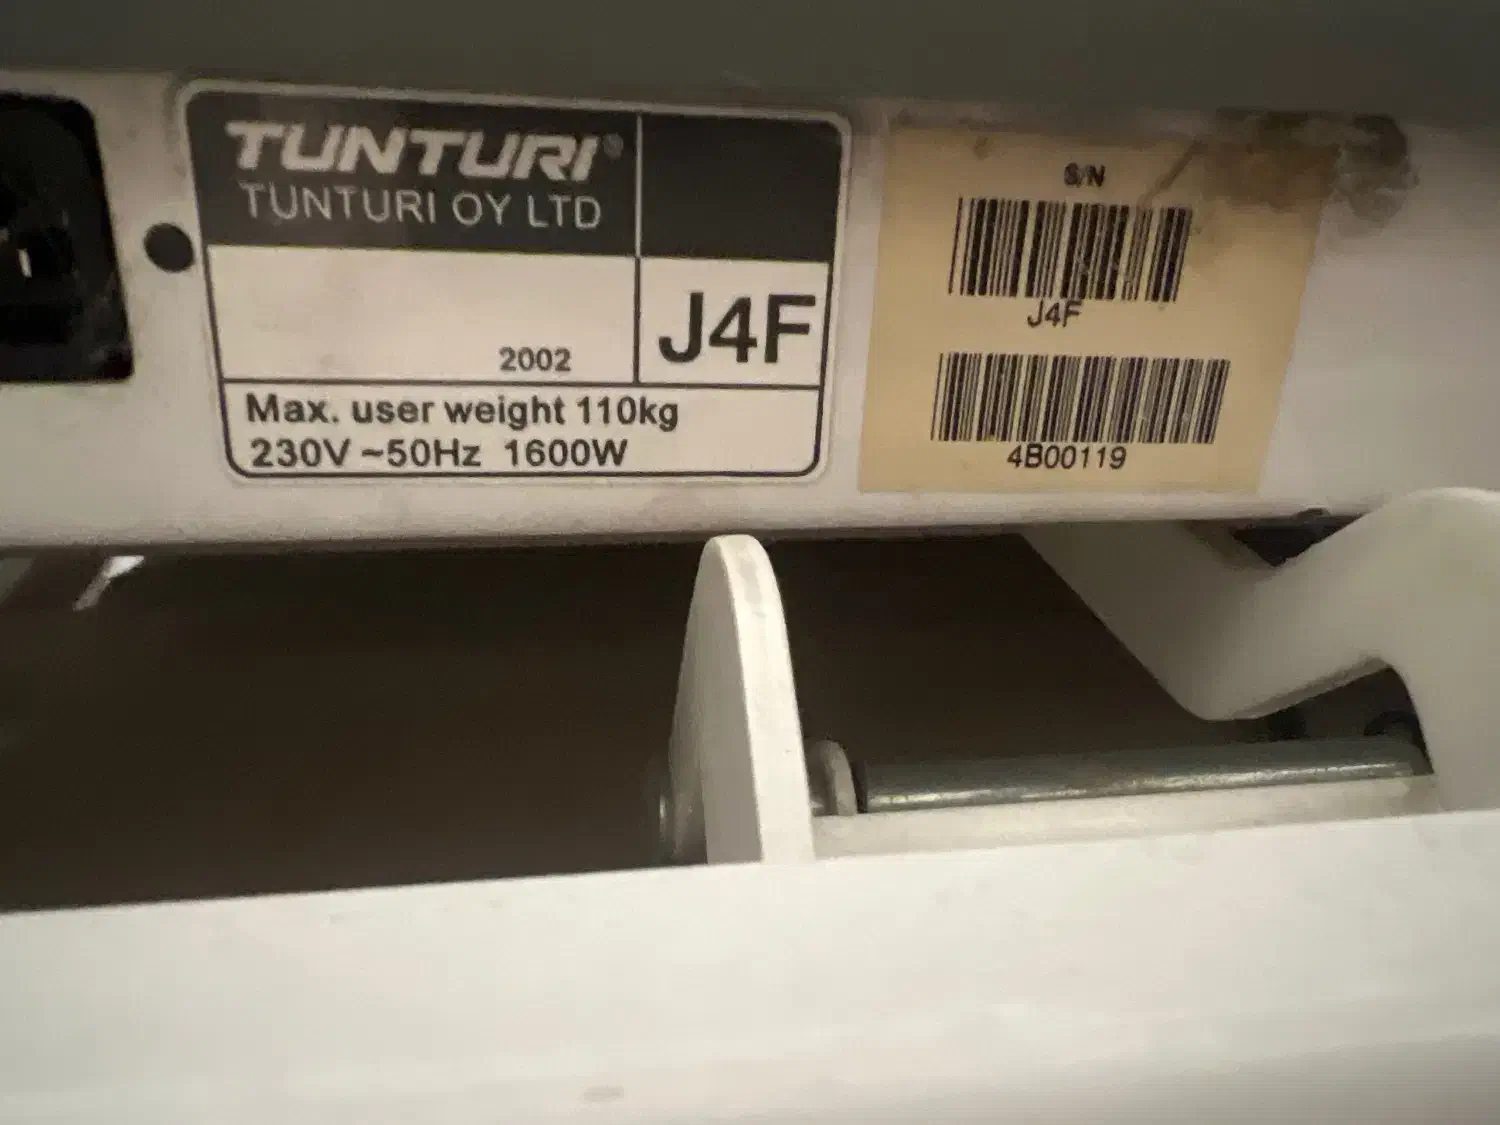 TUNTURI®
TUNTURI OY LTD
2002
J4F
Max. user weight 110kg
230V ~50Hz 1600W
S/N
J4F
4B00119